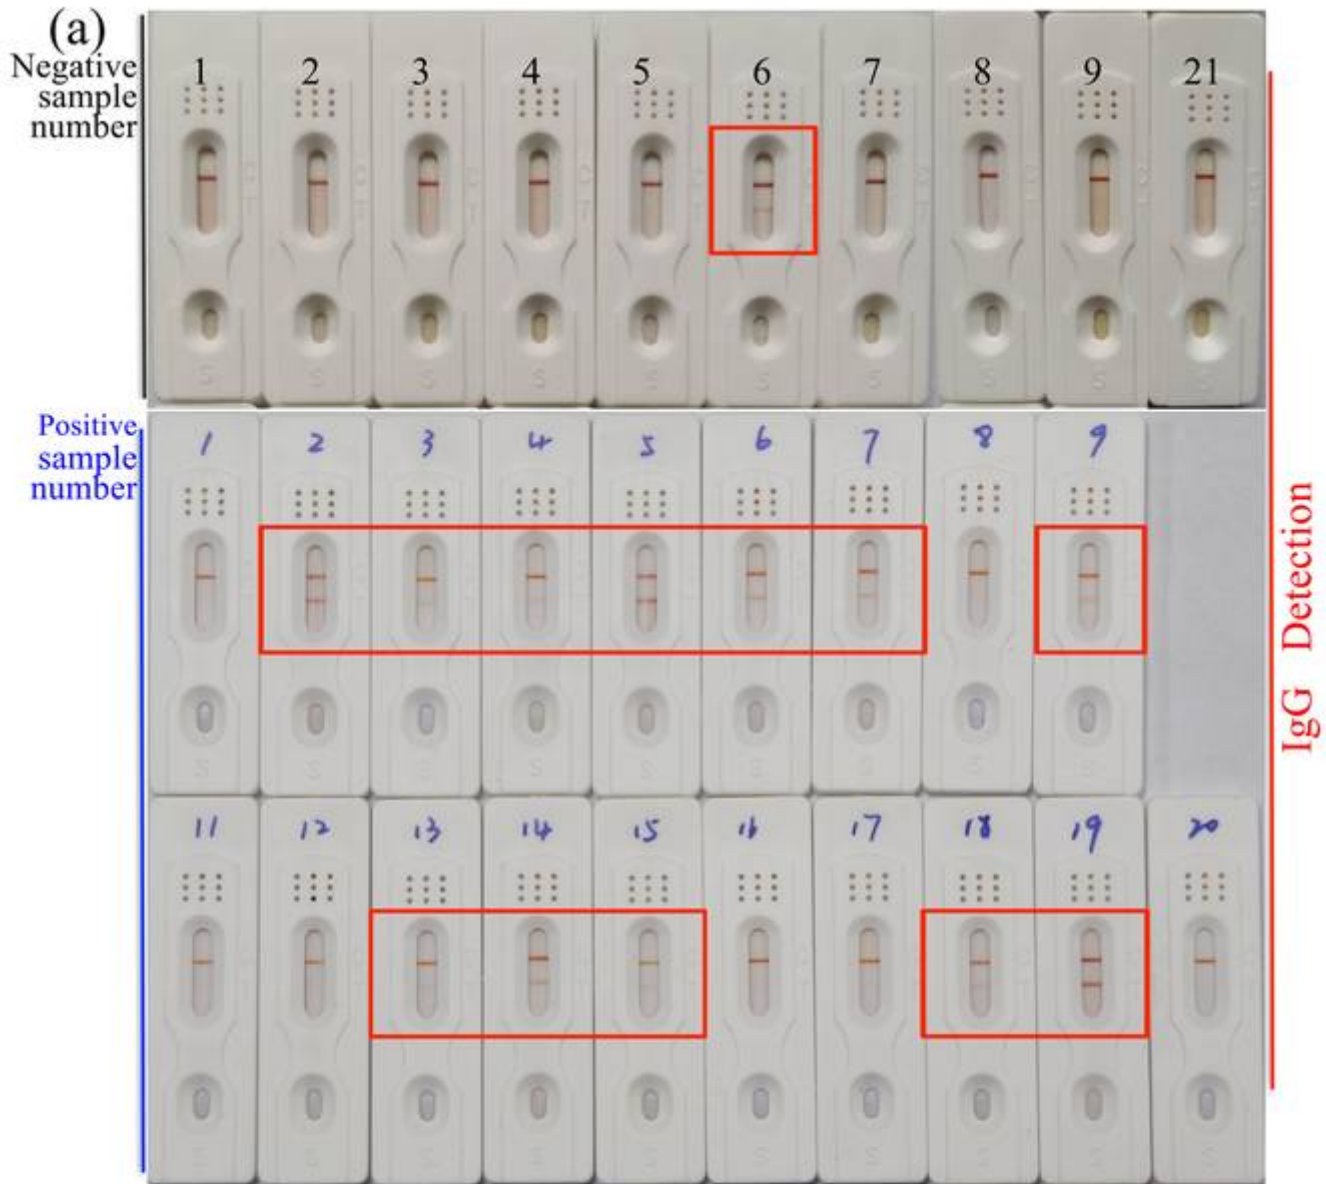 (a)
Negative
sample
number
1 2 3 4 5 6 7 8 9 21
S S S S S S S S S S
Positive
sample
number
1 2 3 4 5 6 7 8 9
S S S S S S S S S
11 12 13 14 15 16 17 18 19 20
S S S S S S S S S S
IgG Detection